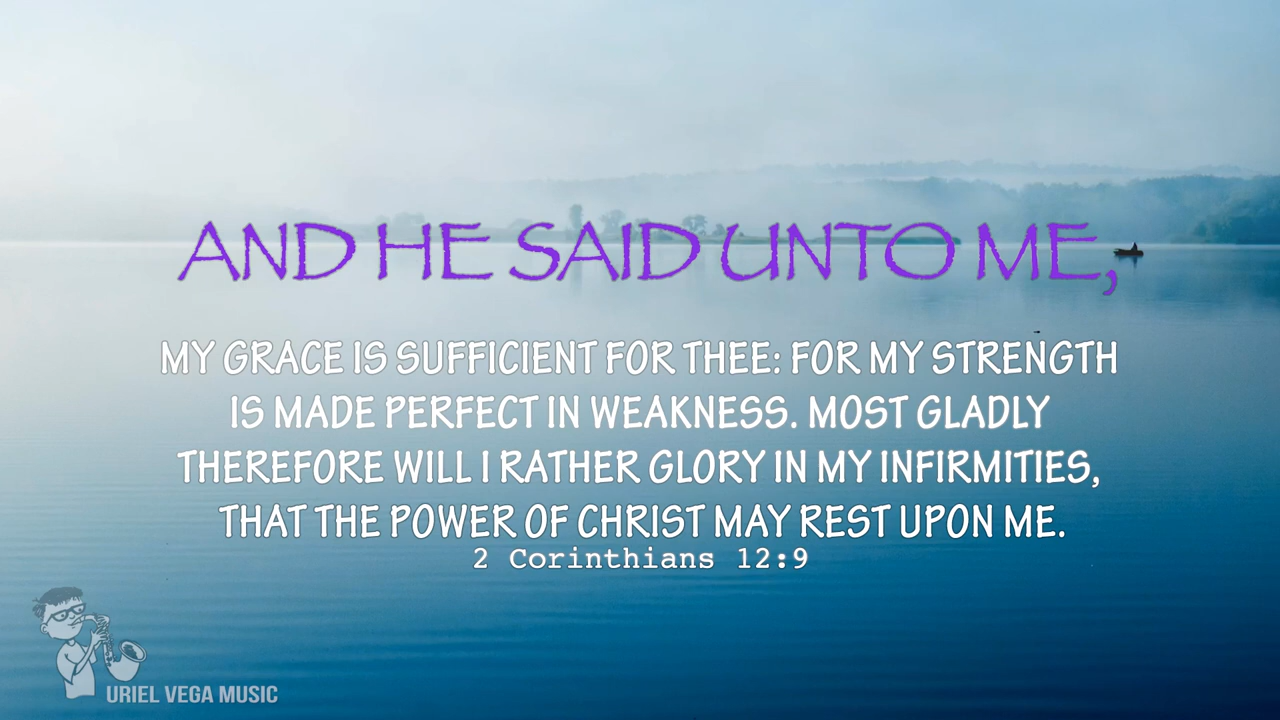 AND HE SAID UNTO ME,
MY GRACE IS SUFFICIENT FOR THEE: FOR MY STRENGTH
IS MADE PERFECT IN WEAKNESS. MOST GLADLY
THEREFORE WILL I RATHER GLORY IN MY INFIRMITIES,
THAT THE POWER OF CHRIST MAY REST UPON ME.
2 Corinthians 12:9
URIEL VEGA MUSIC